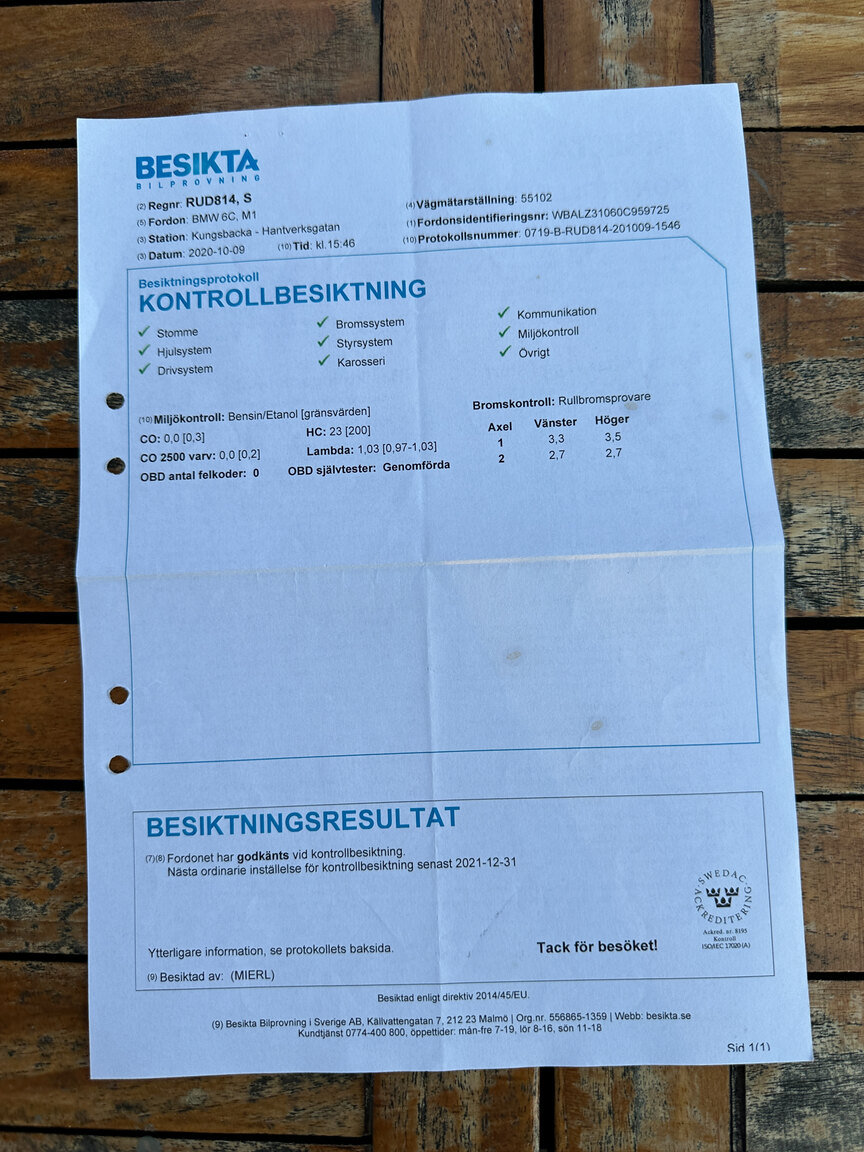 BESIKTA
BILPROVNING
(2) Regnr: RUD814, S
(5) Fordon: BMW 6C, M1
(3) Station: Kungsbacka - Hantverksgatan
(3) Datum: 2020-10-09 (10) Tid: kl.15:46
(4) Vägmätarställning: 55102
(1) Fordonsidentifieringsnr: WBALZ31060C959725
(10) Protokollsnummer: 0719-B-RUD814-201009-1546
Besiktningsprotokoll
KONTROLLBESIKTNING
✓ Stomme ✓ Bromssystem ✓ Kommunikation
✓ Hjulsystem ✓ Styrsystem ✓ Miljökontroll
✓ Drivsystem ✓ Karosseri ✓ Övrigt
(10) Miljökontroll: Bensin/Etanol [gränsvärden]
CO: 0,0 [0,3] HC: 23 [200]
CO 2500 varv: 0,0 [0,2] Lambda: 1,03 [0,97-1,03]
OBD antal felkoder: 0 OBD självtester: Genomförda
Bromskontroll: Rullbromsprovare
Axel Vänster Höger
1 3,3 3,5
2 2,7 2,7
BESIKTNINGSRESULTAT
(7)(8) Fordonet har godkänts vid kontrollbesiktning.
Nästa ordinarie inställelse för kontrollbesiktning senast 2021-12-31
SWEDAC
ACKREDITERING
Ackred. nr. 8195
Kontroll
ISO/IEC 17020 (A)
Ytterligare information, se protokollets baksida.
Tack för besöket!
(9) Besiktad av: (MIERL)
Besiktad enligt direktiv 2014/45/EU.
(9) Besikta Bilprovning i Sverige AB, Källvattengatan 7, 212 23 Malmö | Org.nr. 556865-1359 | Webb: besikta.se
Kundtjänst 0774-400 800, öppettider: mån-fre 7-19, lör 8-16, sön 11-18
Sid 1(1)